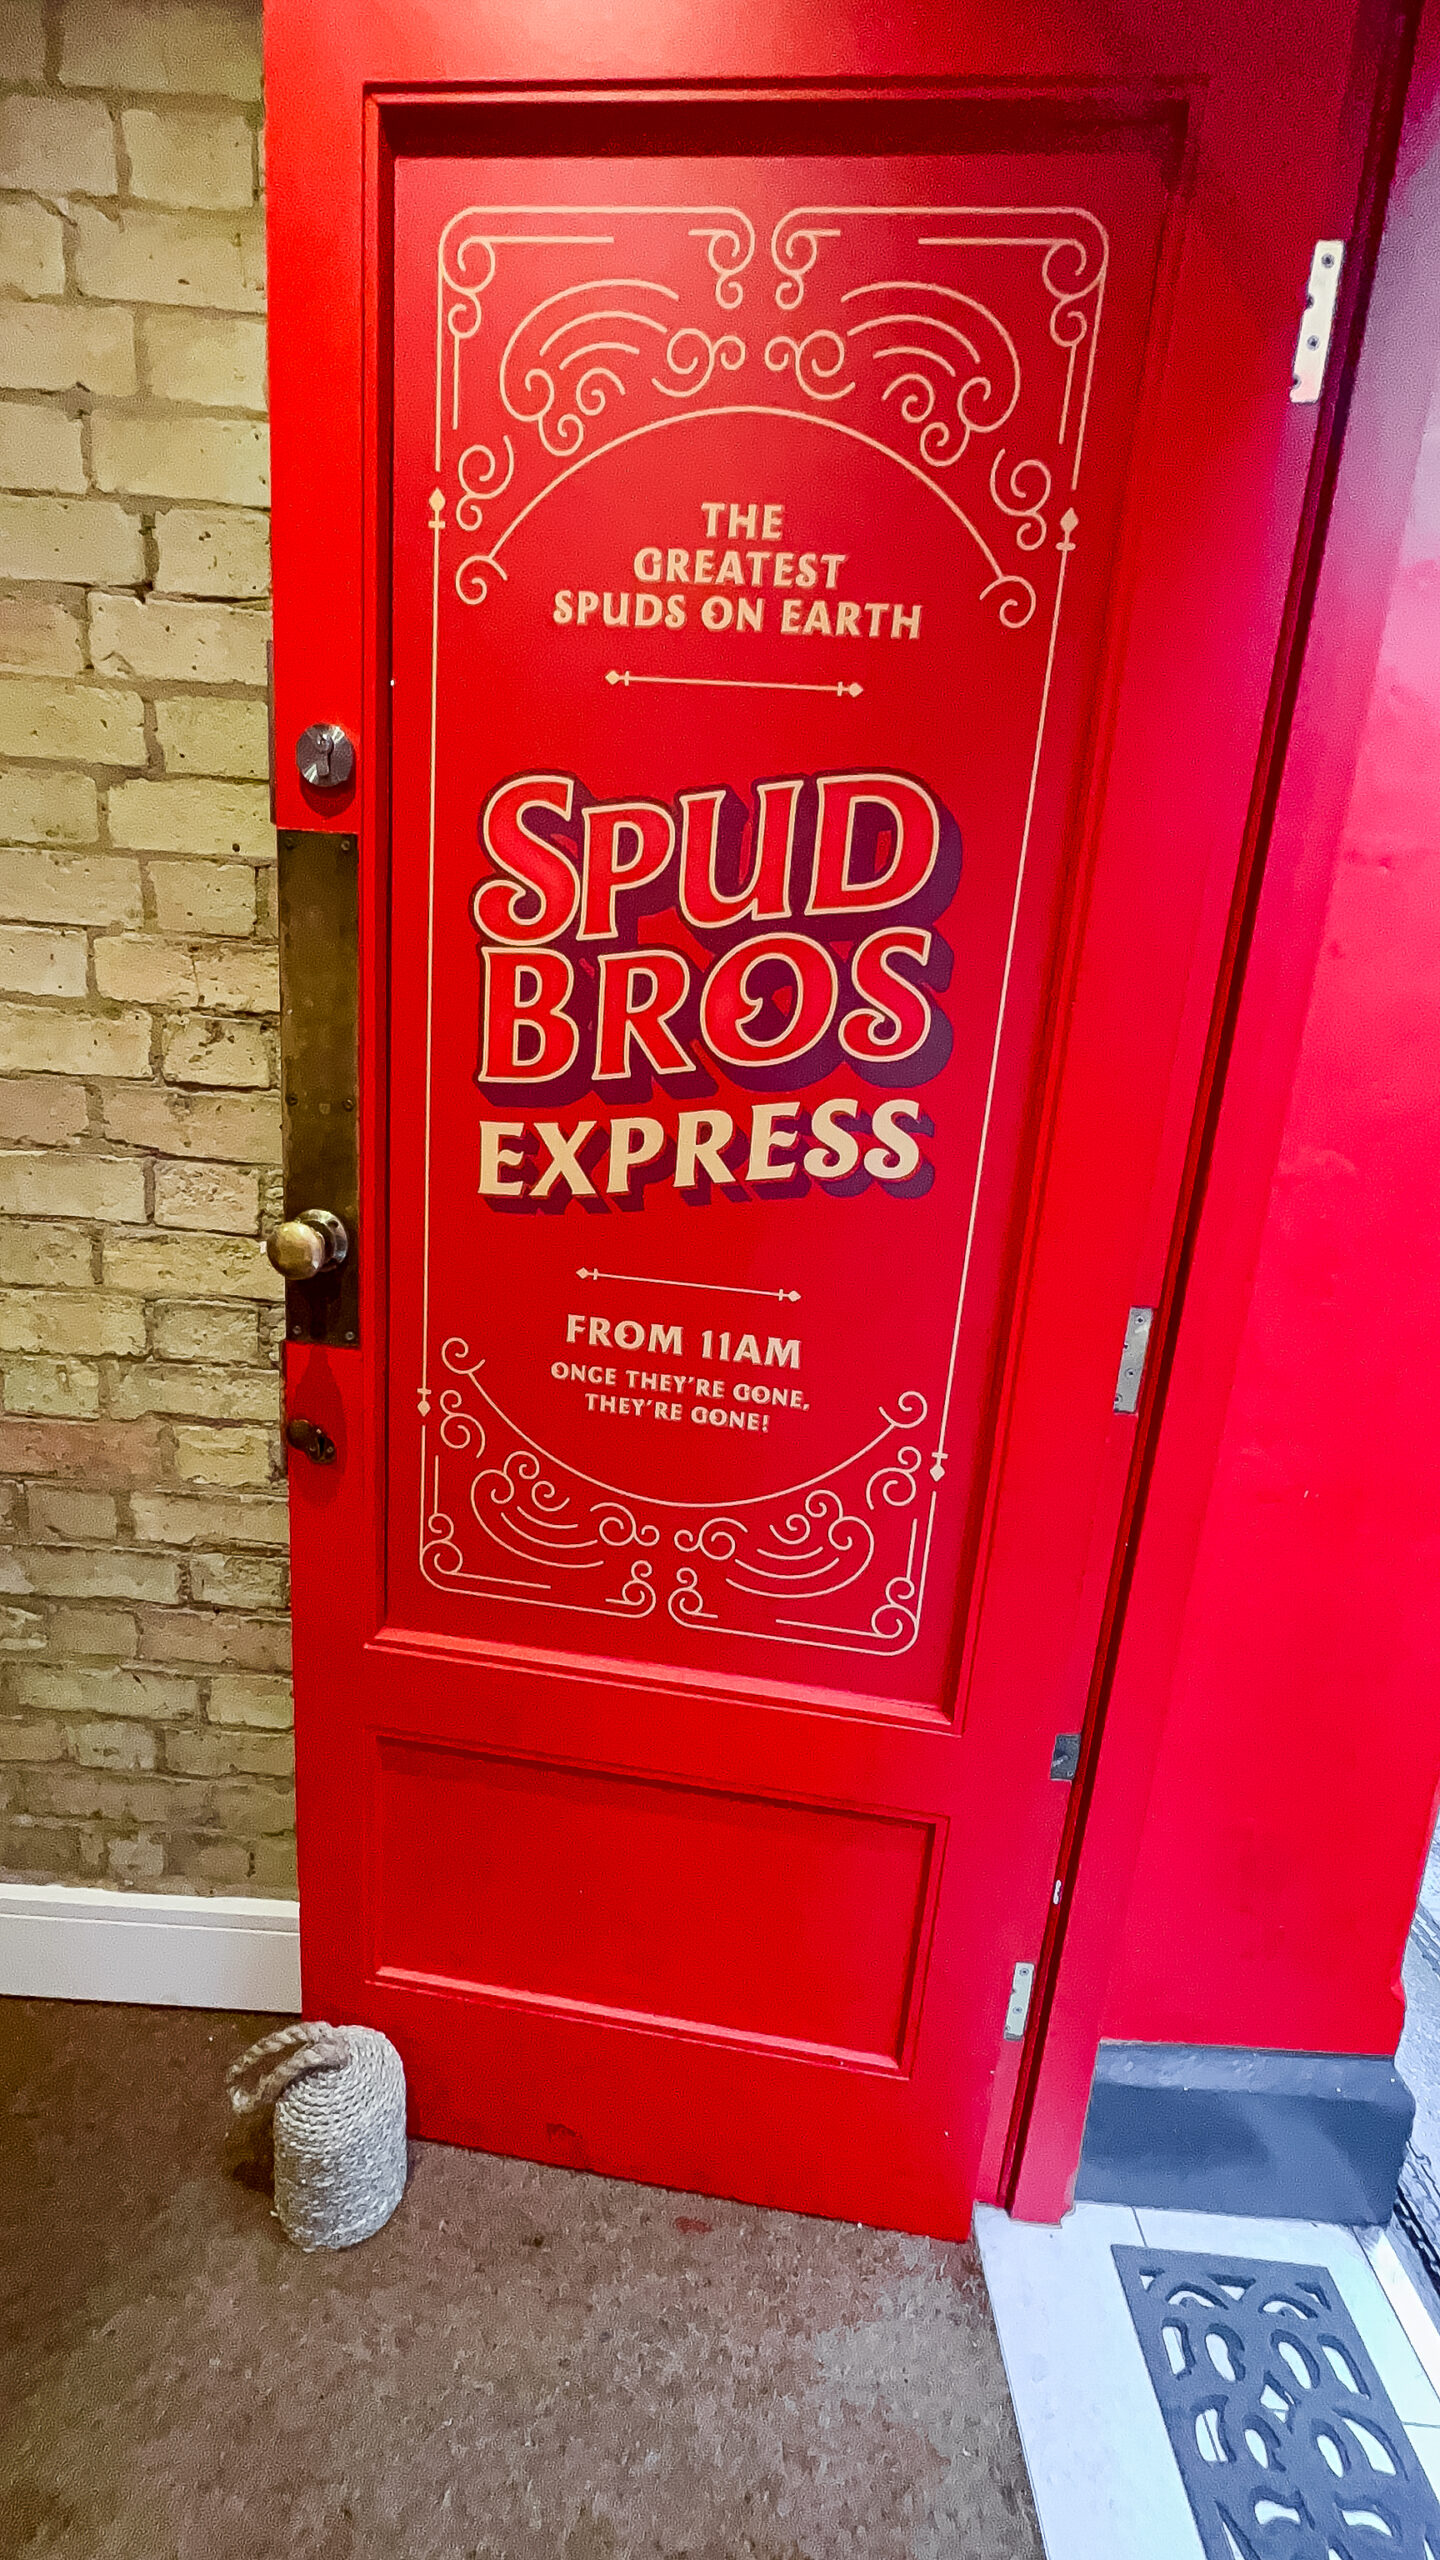 THE
GREATEST
SPUDS ON EARTH
SPUD
BROS
EXPRESS
FROM 11AM
ONCE THEY'RE GONE,
THEY'RE GONE!